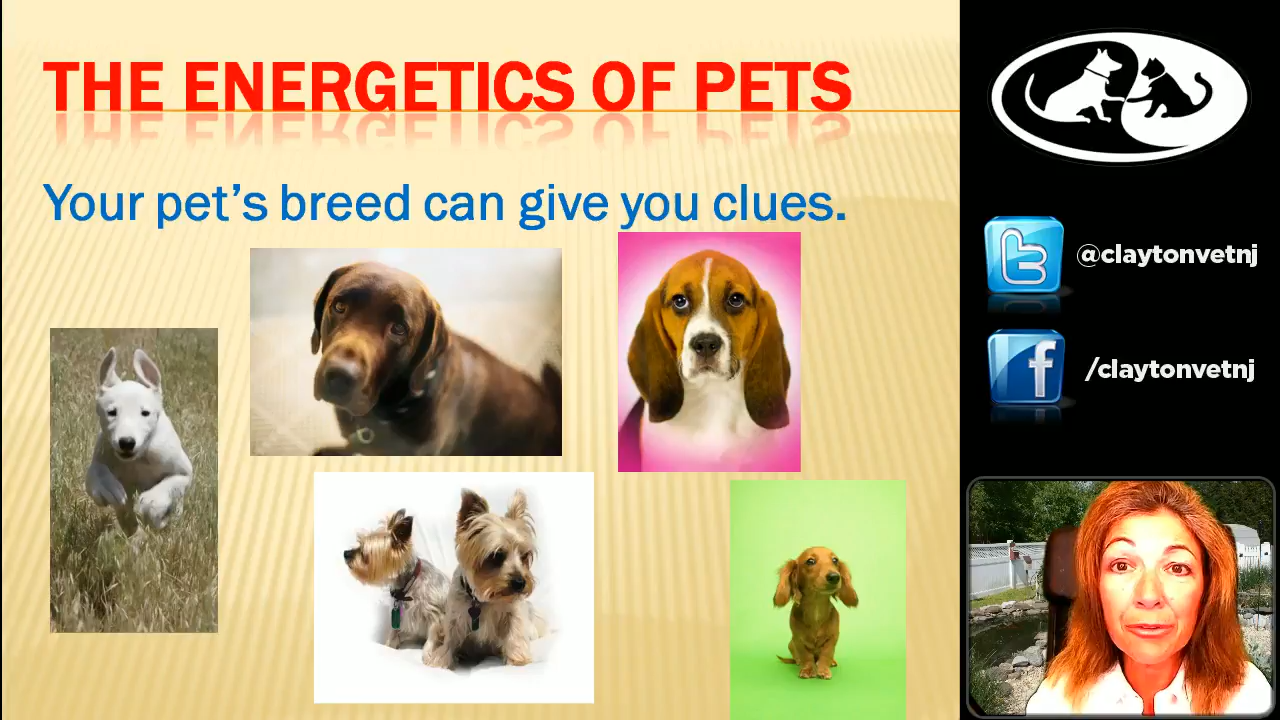 THE ENERGETICS OF PETS
Your pet's breed can give you clues.
@claytonvetnj
/claytonvetnj